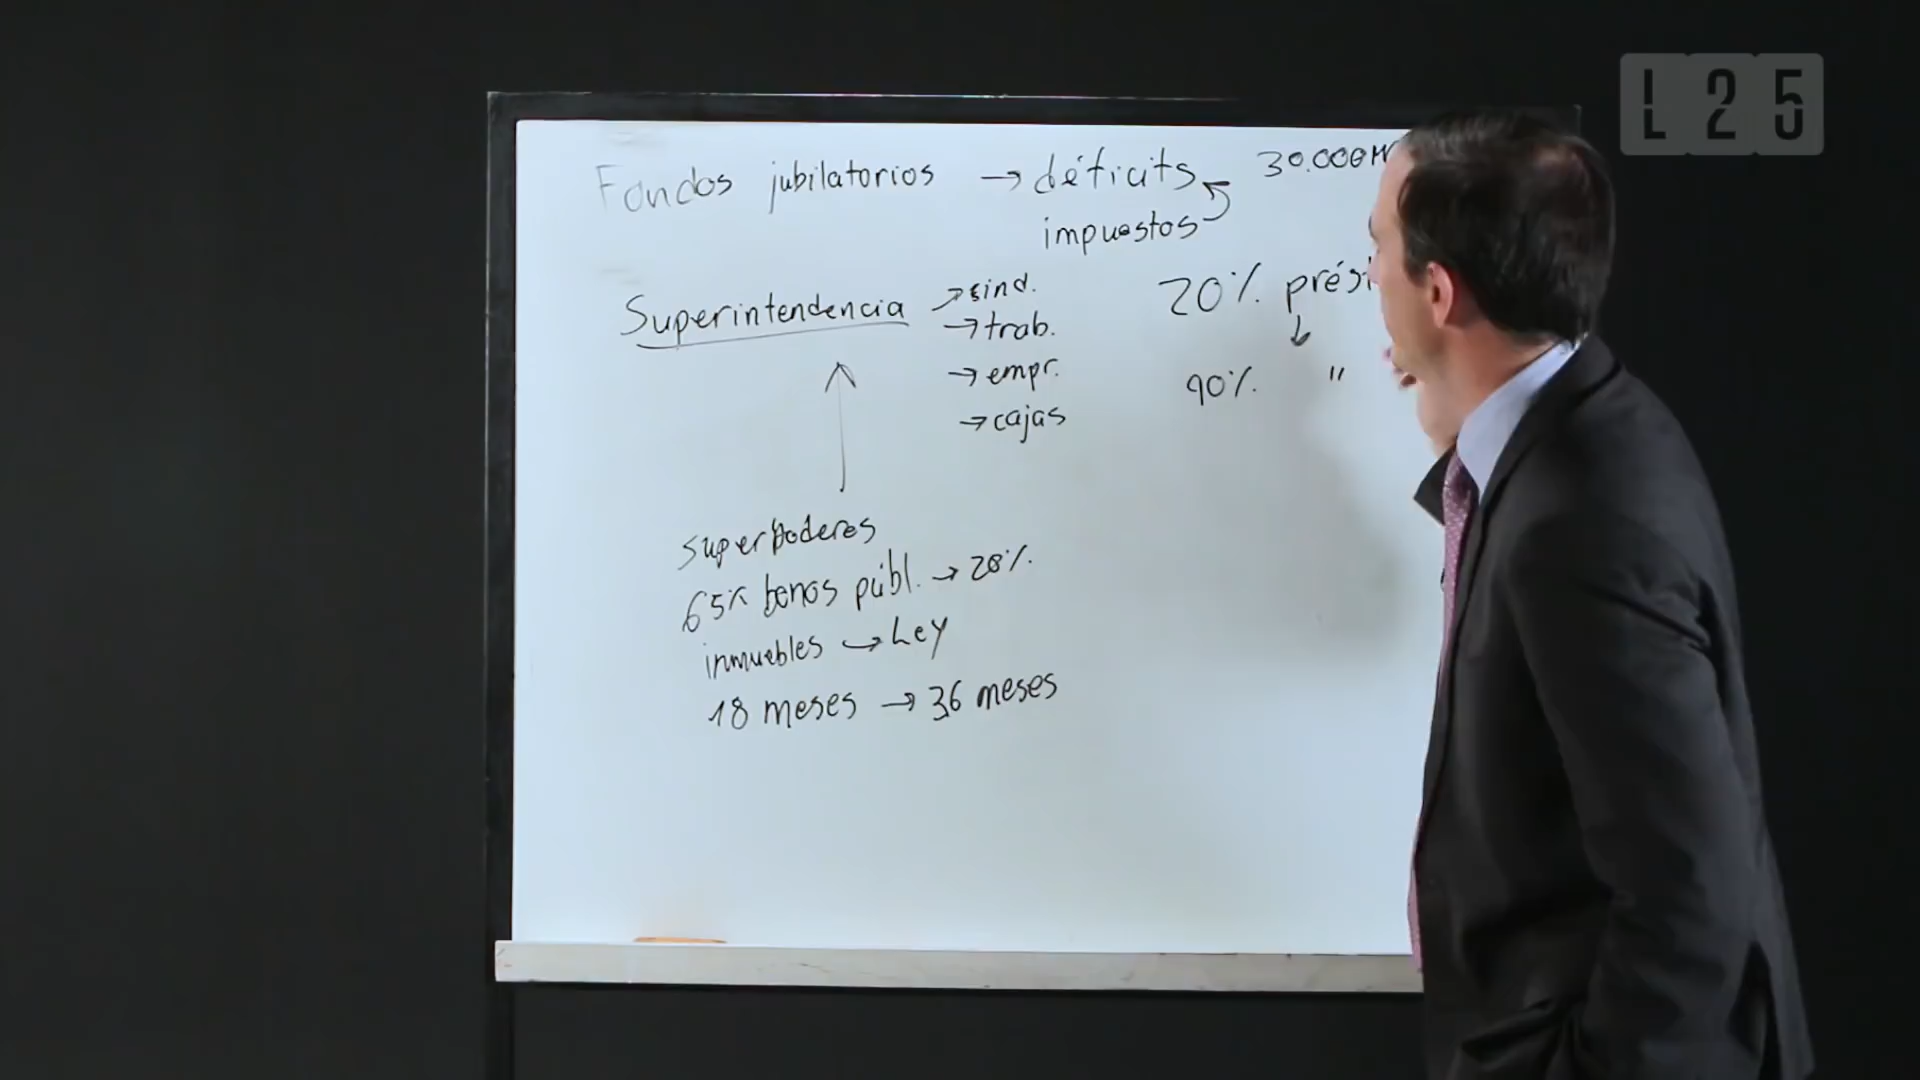 L25
Fondos jubilatorios → déficits 30.000M
impuestos
Superintendencia → sind.
→ trab.
→ empr.
→ cajas
20% prést
90% "
Superpoderes
65% bonos públ. → 28%
inmuebles → Ley
18 meses → 36 meses